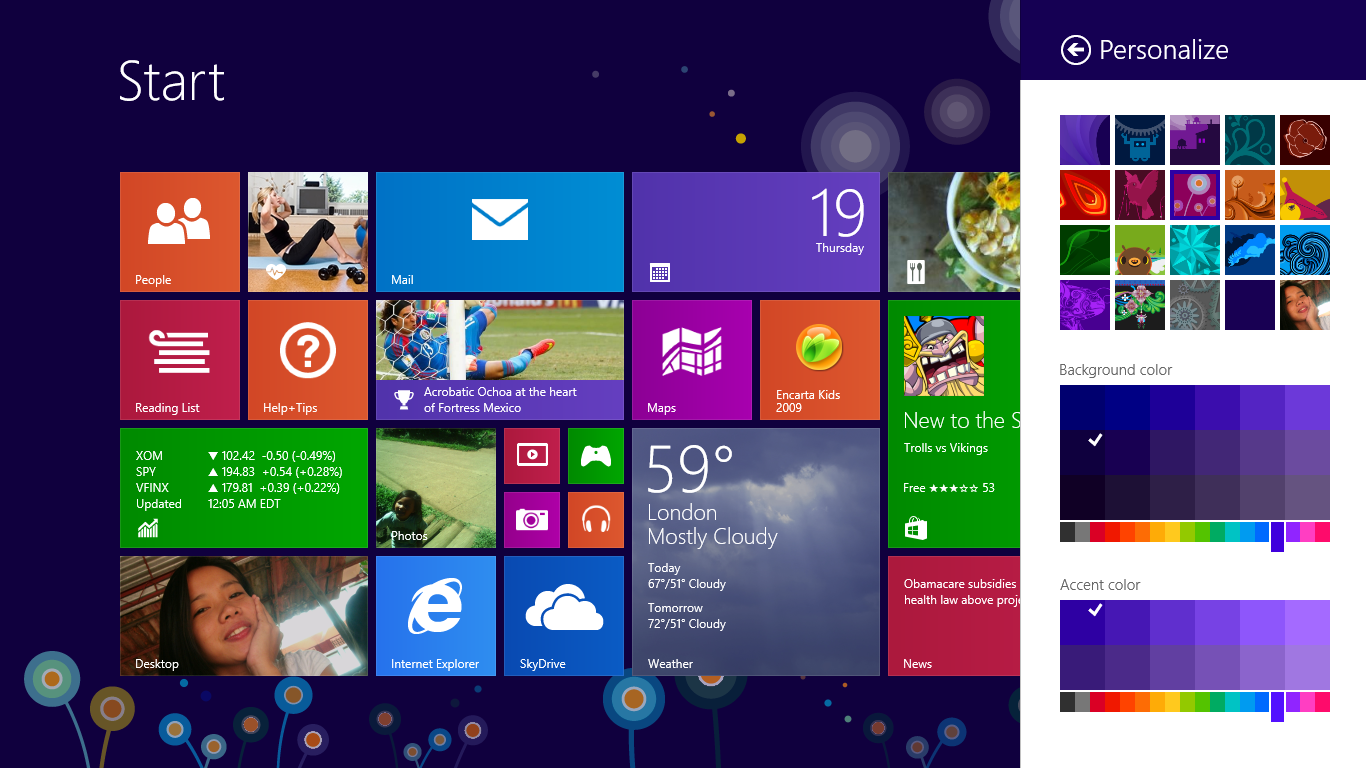 Start
Personalize
People
Mail
19
Thursday
Reading List
Help+Tips
Acrobatic Ochoa at the heart
of Fortress Mexico
Maps
Encarta Kids
2009
New to the S
Trolls vs Vikings
Free ★★★☆☆ 53
XOM ▼ 102.42 -0.50 (-0.49%)
SPY ▲ 194.83 +0.54 (+0.28%)
VFINX ▲ 179.81 +0.39 (+0.22%)
Updated 12:05 AM EDT
Photos
59°
London
Mostly Cloudy
Today
67°/51° Cloudy
Tomorrow
72°/51° Cloudy
Weather
Desktop
Internet Explorer
SkyDrive
Obamacare subsidies
health law above proje
News
Background color
Accent color